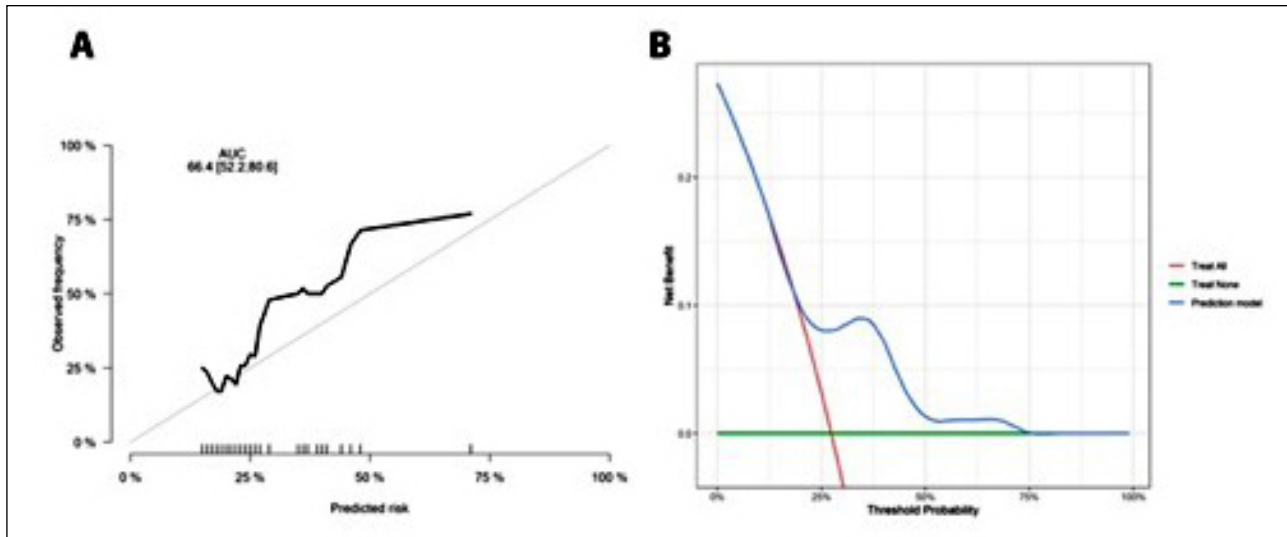 A
B
AUC
66.4 [52.2,80.6]
100 %
75 %
50 %
25 %
0 %
Observed frequency
0 %
25 %
50 %
75 %
100 %
Predicted risk
0.2
0.1
0.0
Net Benefit
0%
25%
50%
75%
100%
Threshold Probability
Treat All
Treat None
Prediction model